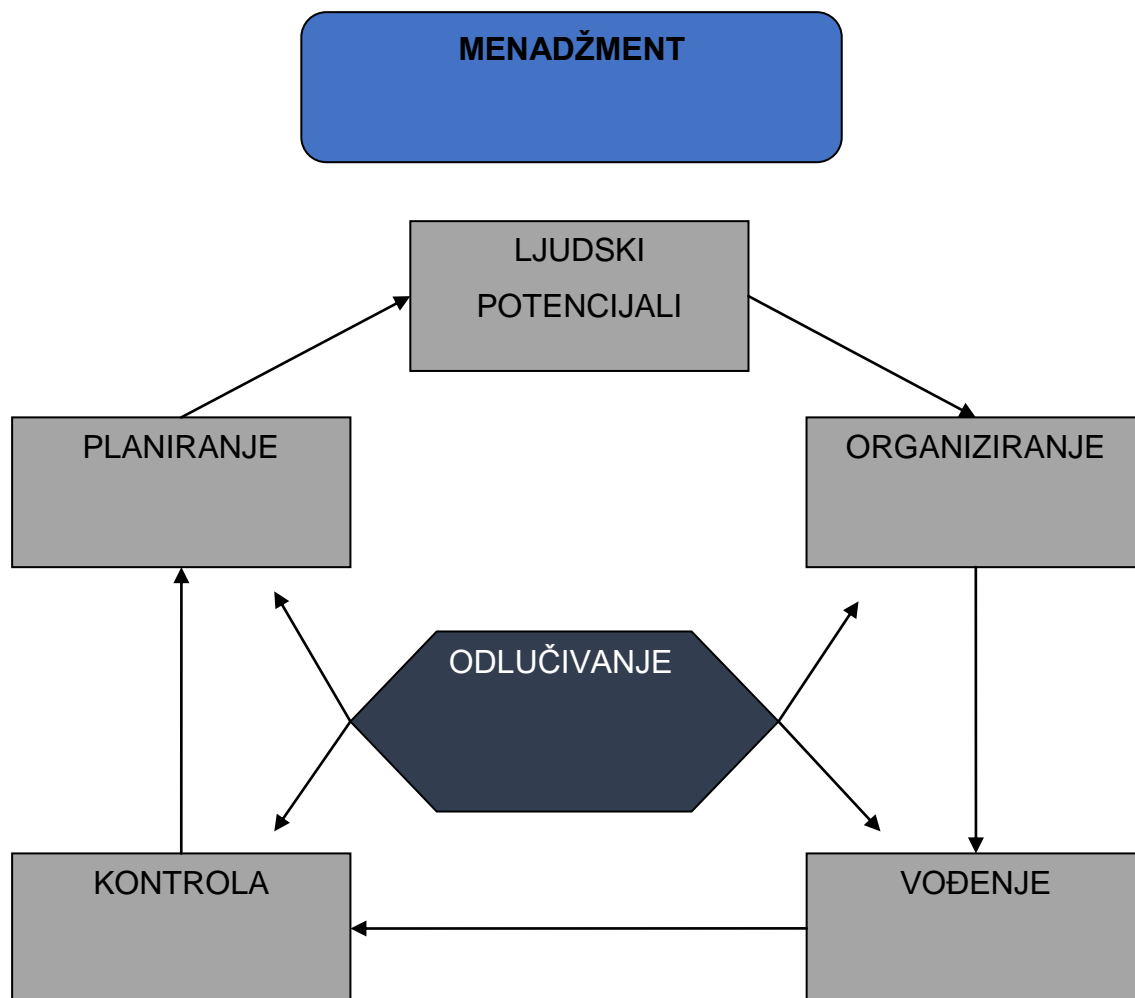 MENADŽMENT
LJUDSKI
POTENCIJALI
PLANIRANJE
ORGANIZIRANJE
ODLUČIVANJE
KONTROLA
VOĐENJE